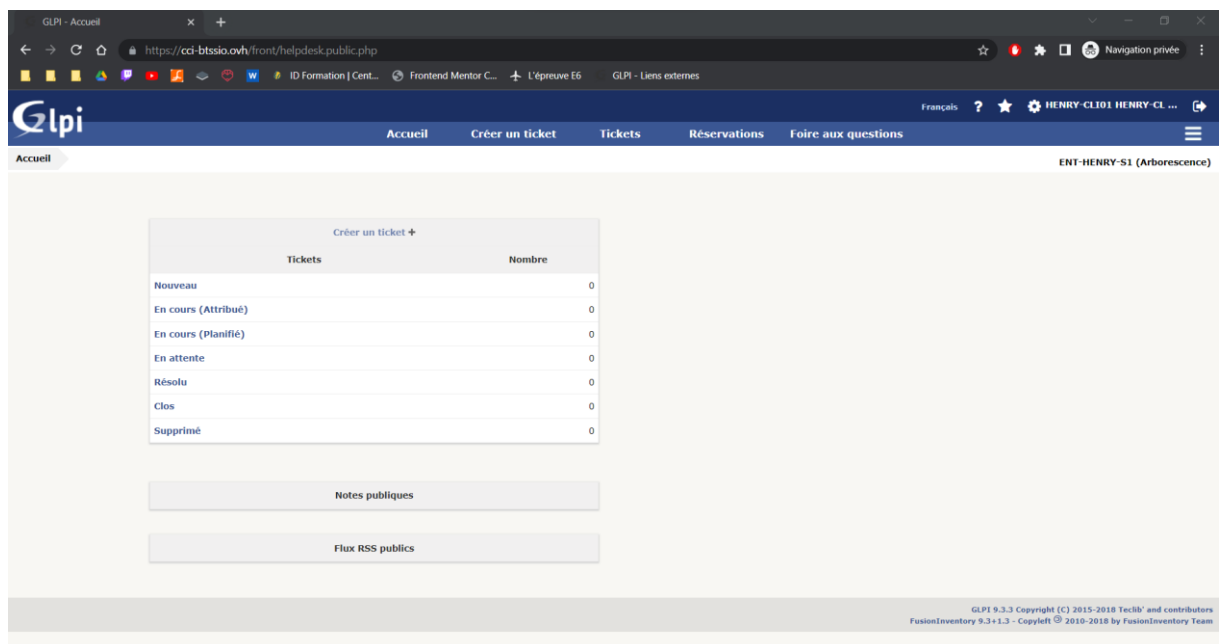 GLPI - Accueil
https://cci-btssio.ovh/front/helpdesk.public.php
Navigation privée
ID Formation | Cent...
Frontend Mentor C...
L'épreuve E6
GLPI - Liens externes
Glpi
Français ? HENRY-CLI01 HENRY-CL ...
Accueil Créer un ticket Tickets Réservations Foire aux questions
Accueil
ENT-HENRY-S1 (Arborescence)
Créer un ticket +
Tickets Nombre
Nouveau 0
En cours (Attribué) 0
En cours (Planifié) 0
En attente 0
Résolu 0
Clos 0
Supprimé 0
Notes publiques
Flux RSS publics
GLPI 9.3.3 Copyright (C) 2015-2018 Teclib' and contributors
FusionInventory 9.3+1.3 - Copyleft 🄯 2010-2018 by FusionInventory Team